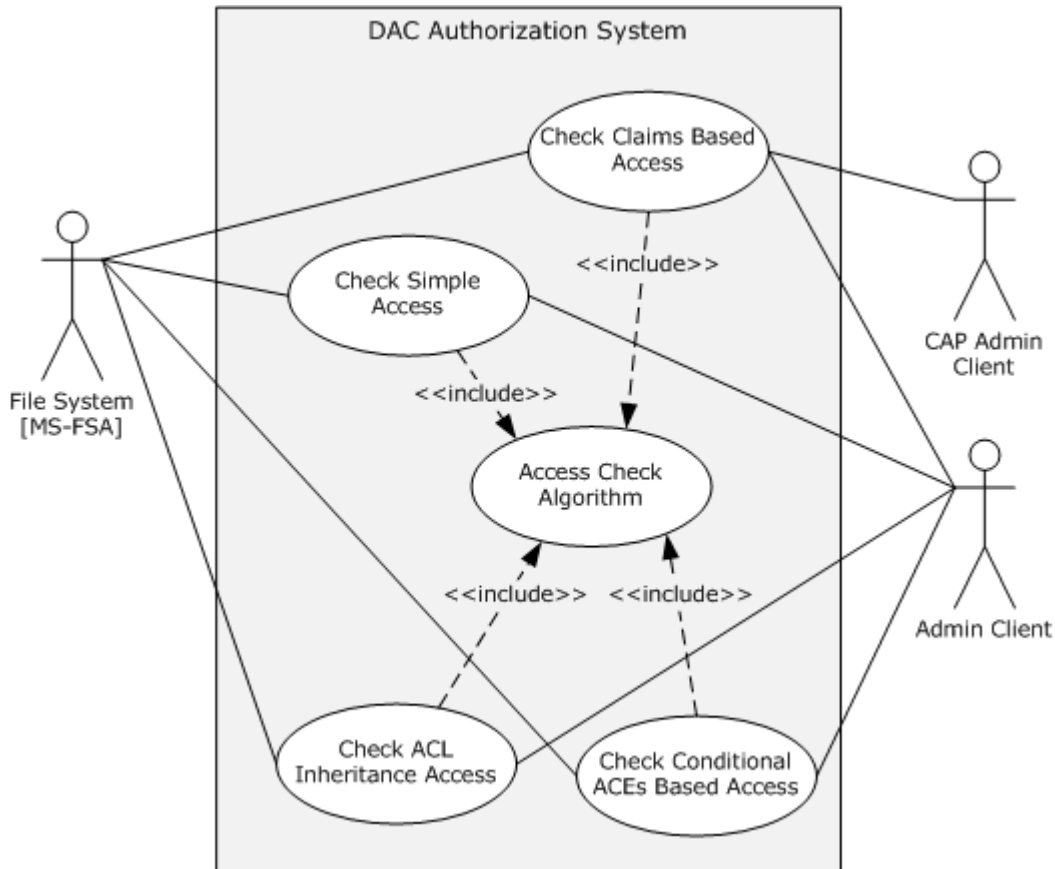 DAC Authorization System
Check Claims Based
Access
<<include>>
Check Simple
Access
<<include>>
File System
[MS-FSA]
CAP Admin
Client
Access Check
Algorithm
<<include>>
<<include>>
Admin Client
Check ACL
Inheritance Access
Check Conditional
ACEs Based Access